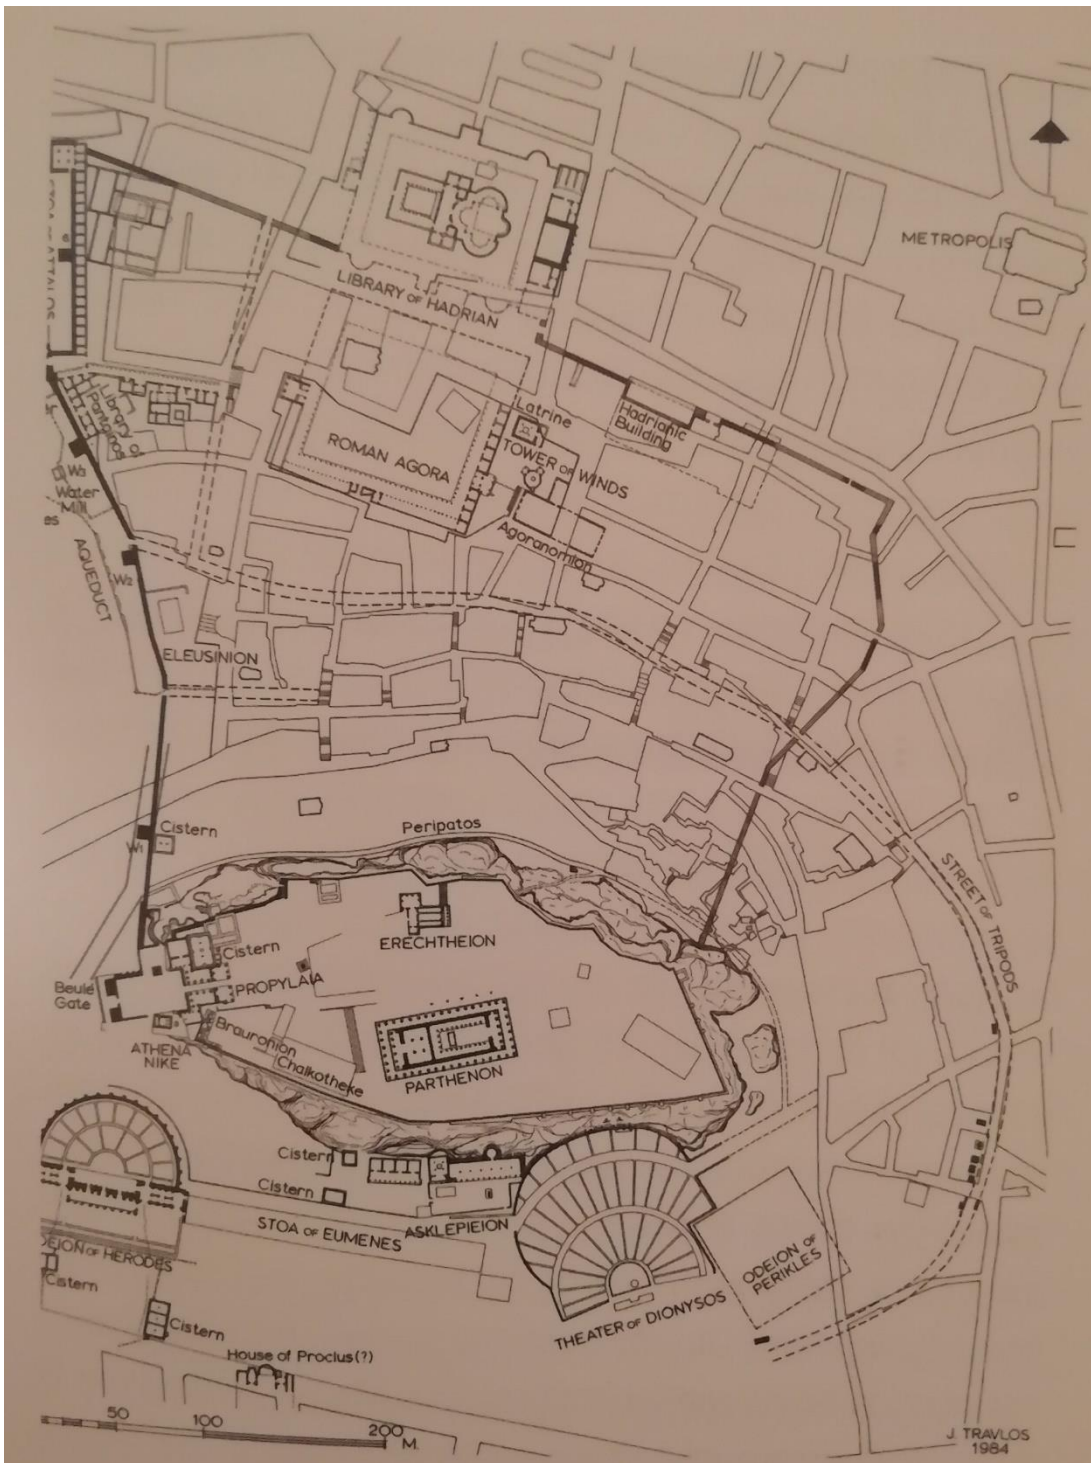 METROPOLIS
STOA OF ATTALOS
LIBRARY OF HADRIAN
Library of
Pantainos
Latrine
Hadrianic
Building
ROMAN AGORA
TOWER OF WINDS
W3
Water
Mill
es
Agoranomion
AQUEDUCT
W2
ELEUSINION
Cistern
W1
Peripatos
STREET OF TRIPODS
ERECHTHEION
Cistern
Beule
Gate
PROPYLAIA
Brauronion
ATHENA
NIKE
Chalkotheke
PARTHENON
Cistern
Cistern
STOA OF EUMENES
ASKLEPIEION
DEION OF HERODES
ODEION OF
PERIKLES
Cistern
THEATER OF DIONYSOS
Cistern
House of Proclus (?)
50
100
200
M.
J. TRAVLOS
1984